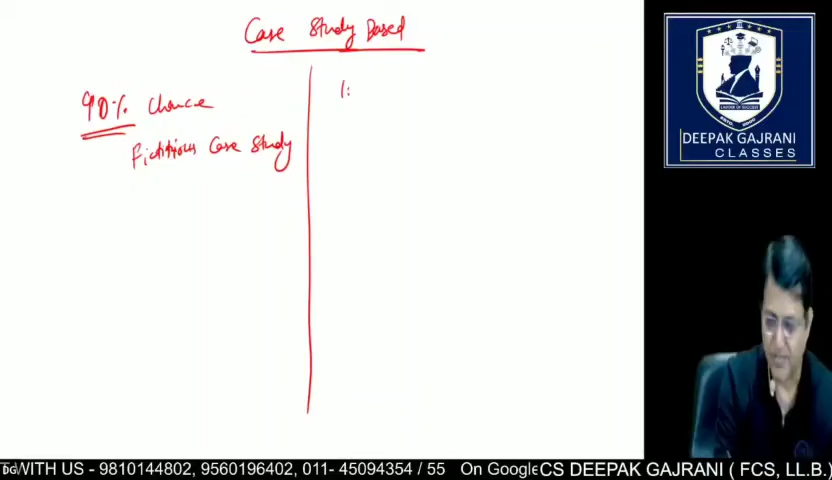 Case Study Based
90% Chance
Fictitious Case Study
1:
DEEPAK GAJRANI
CLASSES
WITH US - 9810144802, 9560196402, 011- 45094354 / 55 On Google CS DEEPAK GAJRANI ( FCS, LL.B.)